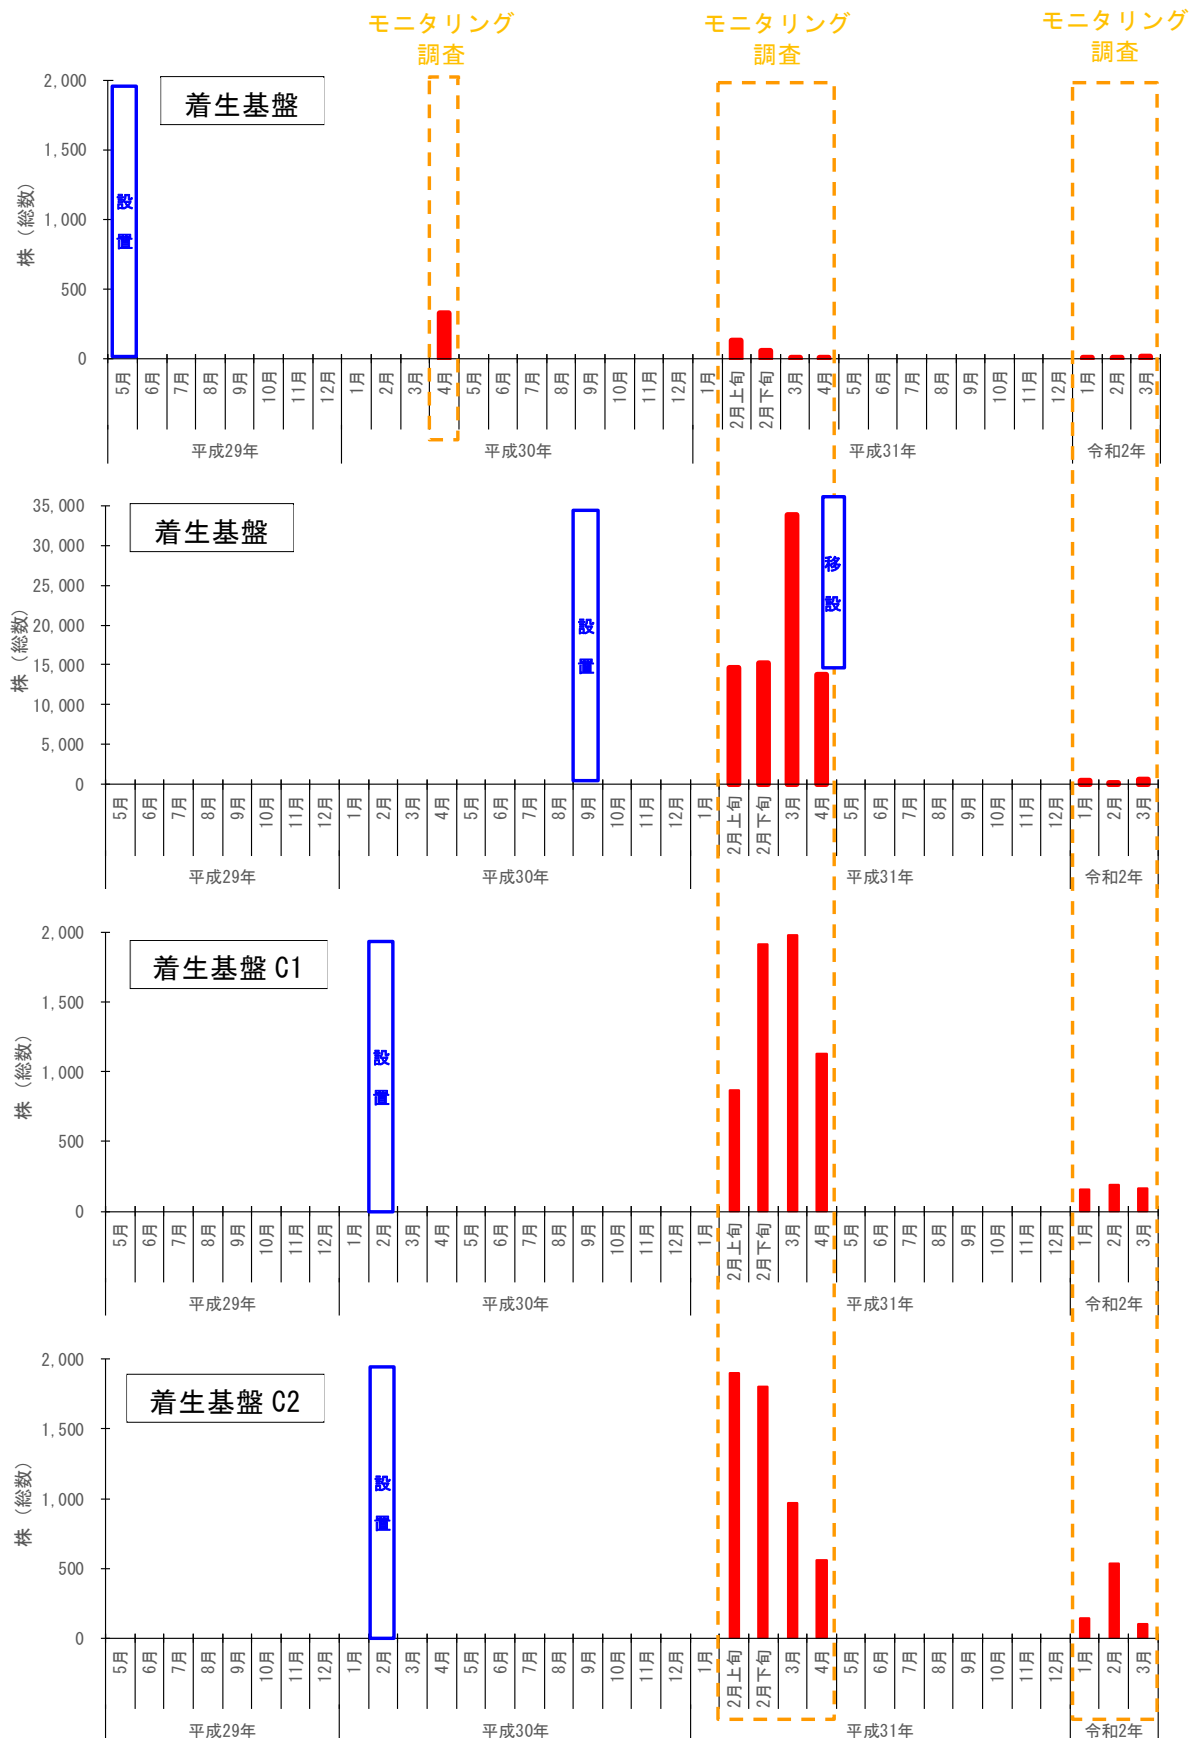 モニタリング
調査
モニタリング
調査
モニタリング
調査
着生基盤
株（総数）
2,000
1,500
1,000
500
0
設
置
5月 6月 7月 8月 9月 10月 11月 12月 1月 2月 3月 4月 5月 6月 7月 8月 9月 10月 11月 12月 1月 2月上旬 2月下旬 3月 4月 5月 6月 7月 8月 9月 10月 11月 12月 1月 2月 3月
平成29年 平成30年 平成31年 令和2年
着生基盤
株（総数）
35,000
30,000
25,000
20,000
15,000
10,000
5,000
0
設
置
移
設
5月 6月 7月 8月 9月 10月 11月 12月 1月 2月 3月 4月 5月 6月 7月 8月 9月 10月 11月 12月 1月 2月上旬 2月下旬 3月 4月 5月 6月 7月 8月 9月 10月 11月 12月 1月 2月 3月
平成29年 平成30年 平成31年 令和2年
着生基盤 C1
株（総数）
2,000
1,500
1,000
500
0
設
置
5月 6月 7月 8月 9月 10月 11月 12月 1月 2月 3月 4月 5月 6月 7月 8月 9月 10月 11月 12月 1月 2月上旬 2月下旬 3月 4月 5月 6月 7月 8月 9月 10月 11月 12月 1月 2月 3月
平成29年 平成30年 平成31年 令和2年
着生基盤 C2
株（総数）
2,000
1,500
1,000
500
0
設
置
5月 6月 7月 8月 9月 10月 11月 12月 1月 2月 3月 4月 5月 6月 7月 8月 9月 10月 11月 12月 1月 2月上旬 2月下旬 3月 4月 5月 6月 7月 8月 9月 10月 11月 12月 1月 2月 3月
平成29年 平成30年 平成31年 令和2年